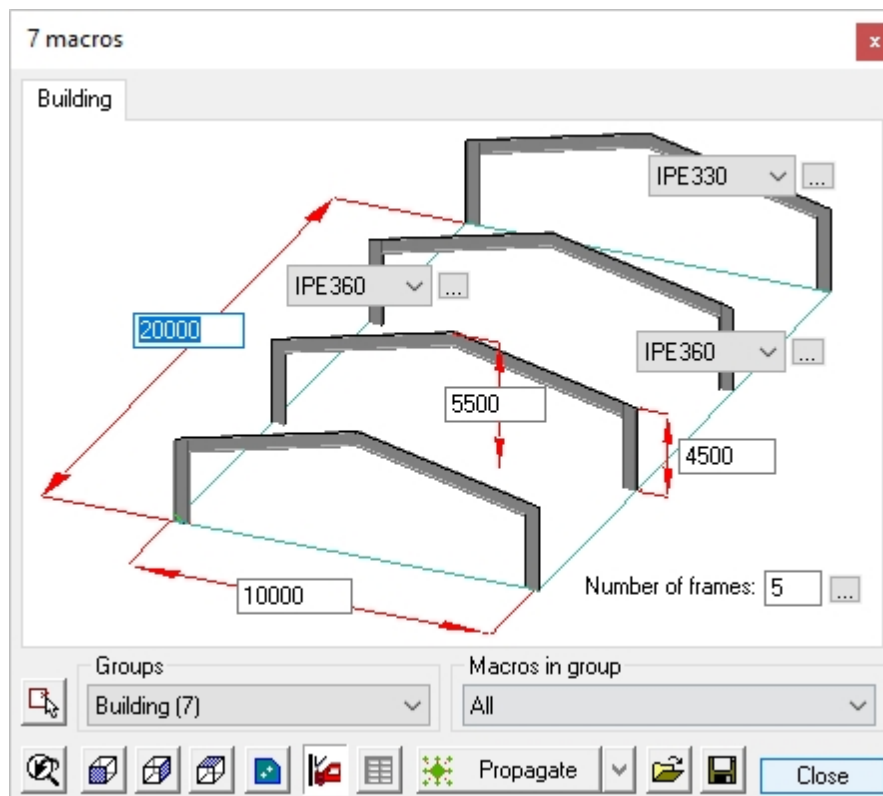 7 macros
x
Building
IPE330
...
IPE360
...
20000
IPE360
...
5500
4500
10000
Number of frames: 5 ...
Groups
Building (7)
Macros in group
All
Propagate
Close